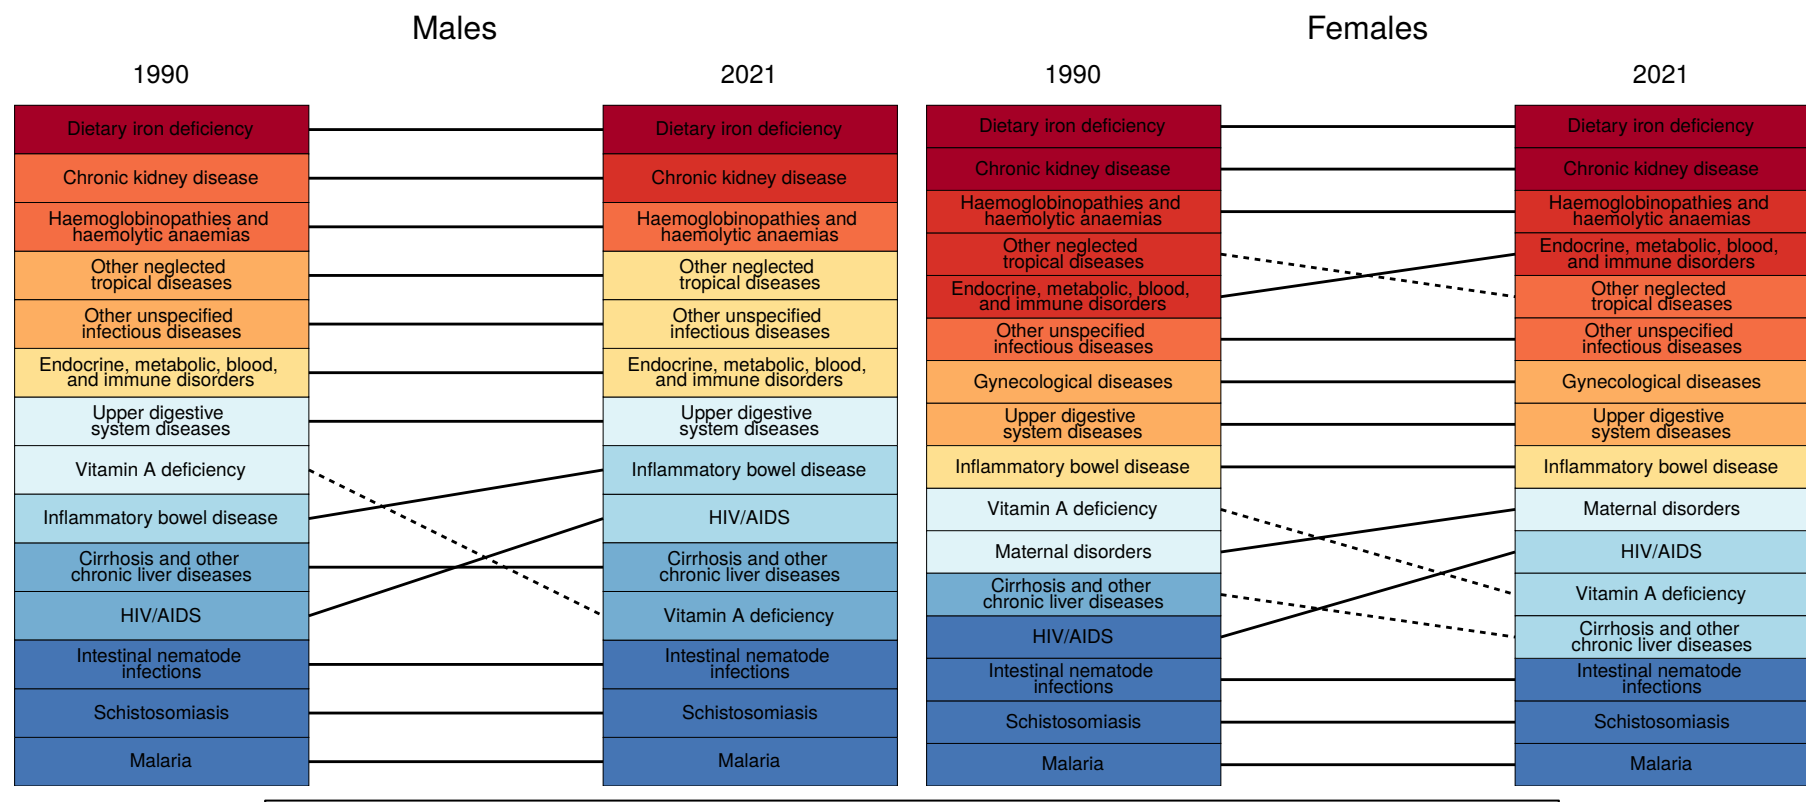 Males
1990
2021
Dietary iron deficiency
Chronic kidney disease
Haemoglobinopathies and
haemolytic anaemias
Other neglected
tropical diseases
Other unspecified
infectious diseases
Endocrine, metabolic, blood,
and immune disorders
Upper digestive
system diseases
Vitamin A deficiency
Inflammatory bowel disease
Cirrhosis and other
chronic liver diseases
HIV/AIDS
Intestinal nematode
infections
Schistosomiasis
Malaria
Dietary iron deficiency
Chronic kidney disease
Haemoglobinopathies and
haemolytic anaemias
Other neglected
tropical diseases
Other unspecified
infectious diseases
Endocrine, metabolic, blood,
and immune disorders
Upper digestive
system diseases
Inflammatory bowel disease
HIV/AIDS
Cirrhosis and other
chronic liver diseases
Vitamin A deficiency
Intestinal nematode
infections
Schistosomiasis
Malaria
Females
1990
2021
Dietary iron deficiency
Chronic kidney disease
Haemoglobinopathies and
haemolytic anaemias
Other neglected
tropical diseases
Endocrine, metabolic, blood,
and immune disorders
Other unspecified
infectious diseases
Gynecological diseases
Upper digestive
system diseases
Inflammatory bowel disease
Vitamin A deficiency
Maternal disorders
Cirrhosis and other
chronic liver diseases
HIV/AIDS
Intestinal nematode
infections
Schistosomiasis
Malaria
Dietary iron deficiency
Chronic kidney disease
Haemoglobinopathies and
haemolytic anaemias
Endocrine, metabolic, blood,
and immune disorders
Other neglected
tropical diseases
Other unspecified
infectious diseases
Gynecological diseases
Upper digestive
system diseases
Inflammatory bowel disease
Maternal disorders
HIV/AIDS
Vitamin A deficiency
Cirrhosis and other
chronic liver diseases
Intestinal nematode
infections
Schistosomiasis
Malaria